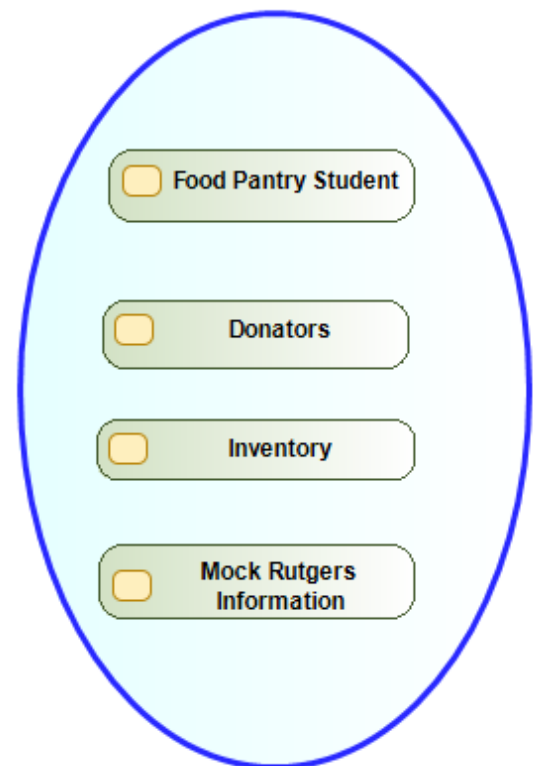 Food Pantry Student
Donators
Inventory
Mock Rutgers
Information